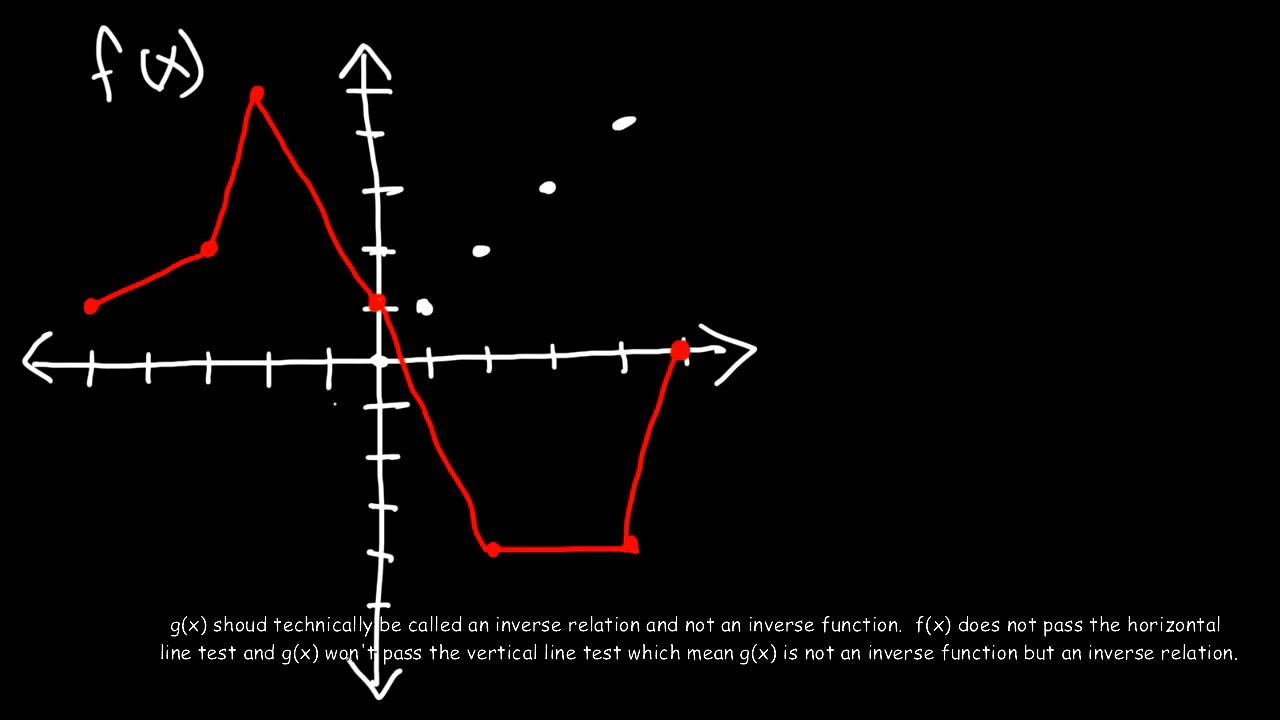 f(x)
g(x) shoud technically be called an inverse relation and not an inverse function. f(x) does not pass the horizontal
line test and g(x) won't pass the vertical line test which mean g(x) is not an inverse function but an inverse relation.